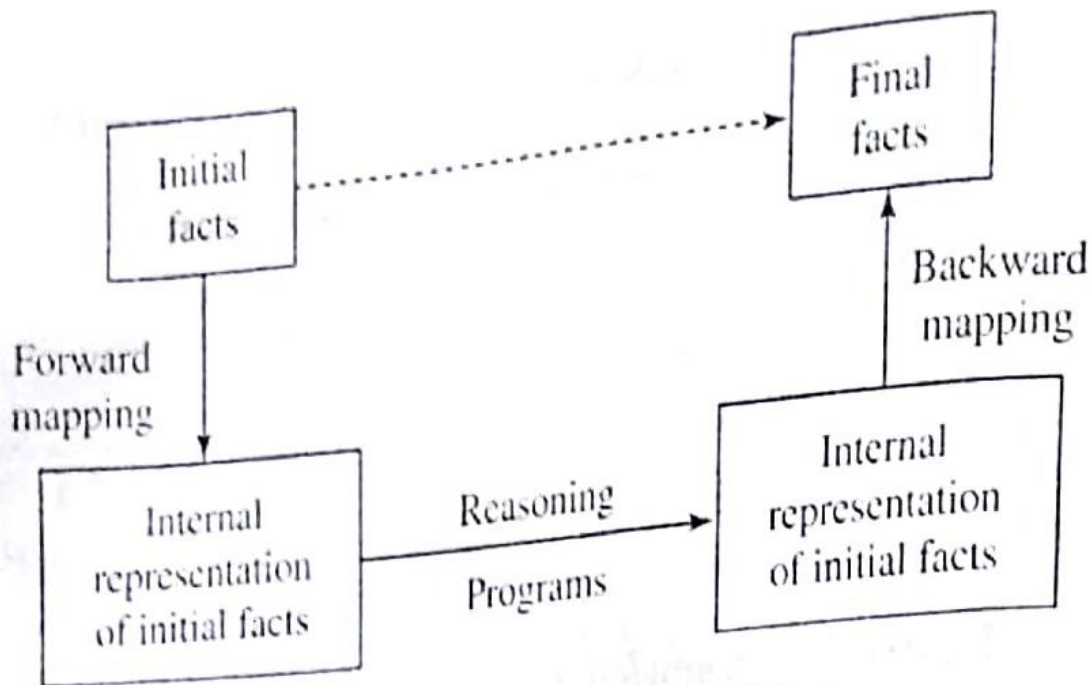 Final
facts
Initial
facts
Backward
mapping
Forward
mapping
Internal
representation
of initial facts
Reasoning
Programs
Internal
representation
of initial facts